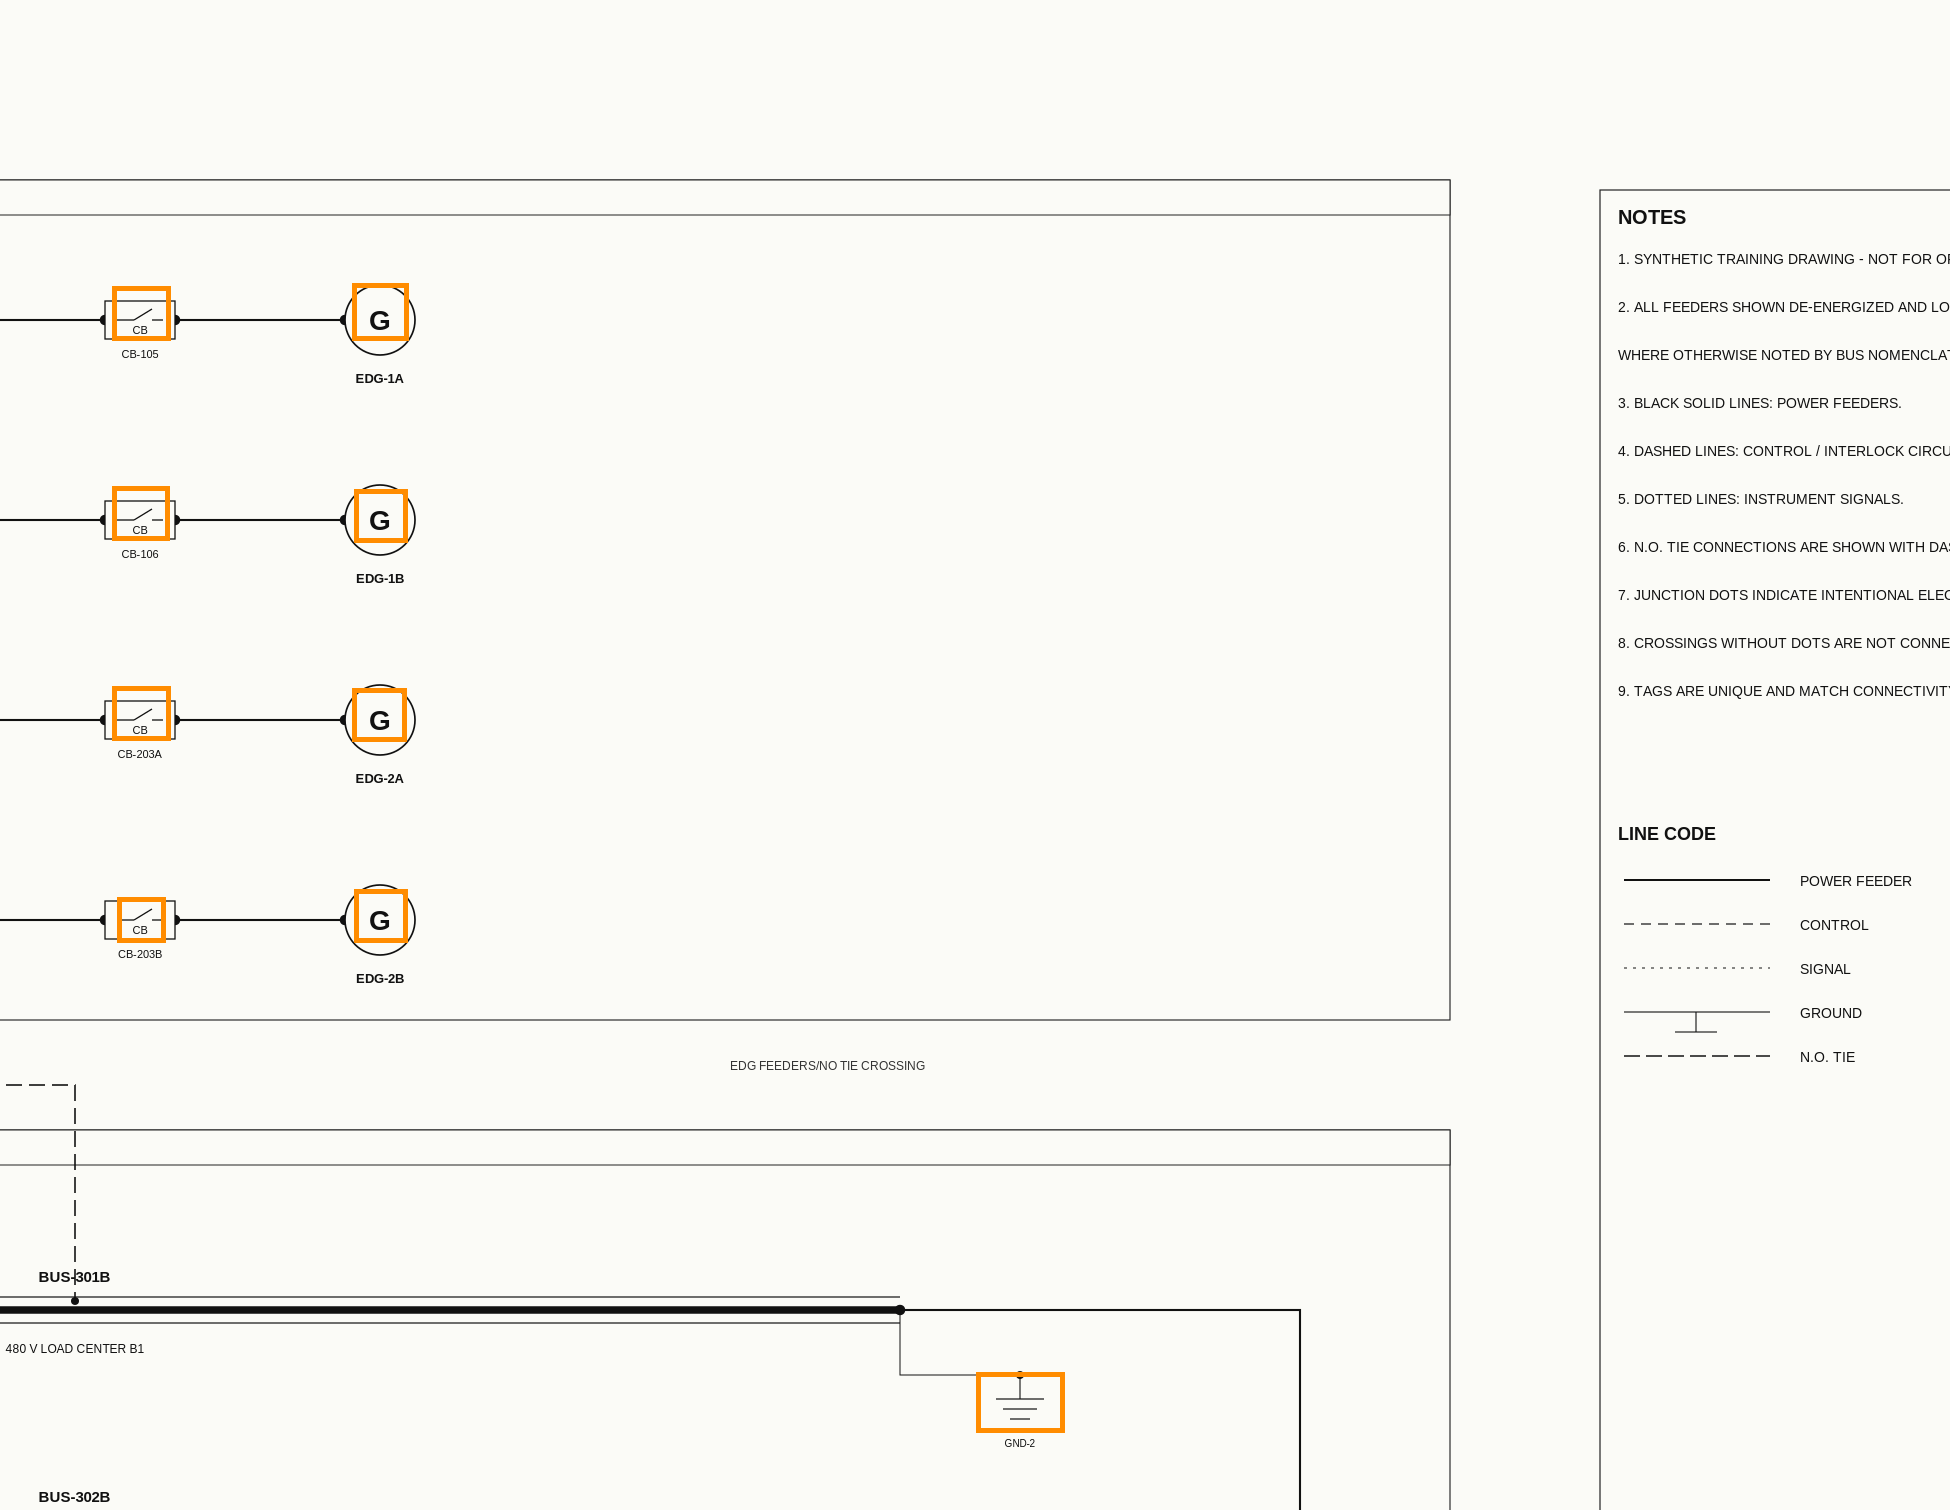 NOTES
1. SYNTHETIC TRAINING DRAWING - NOT FOR
2. ALL FEEDERS SHOWN DE-ENERGIZED AND
WHERE OTHERWISE NOTED BY BUS
3. BLACK SOLID LINES: POWER FEEDERS.
4. DASHED LINES: CONTROL / INTERLOCK
5. DOTTED LINES: INSTRUMENT SIGNALS.
6. N.O. TIE CONNECTIONS ARE SHOWN WITH
7. JUNCTION DOTS INDICATE INTENTIONAL
8. CROSSINGS WITHOUT DOTS ARE NOT
9. TAGS ARE UNIQUE AND MATCH
LINE CODE
POWER FEEDER
CONTROL
SIGNAL
GROUND
N.O. TIE
CB
CB-105
G
EDG-1A
CB
CB-106
G
EDG-1B
CB
CB-203A
G
EDG-2A
CB
CB-203B
G
EDG-2B
EDG FEEDERS/NO TIE CROSSING
BUS-301B
480 V LOAD CENTER B1
GND-2
BUS-302B